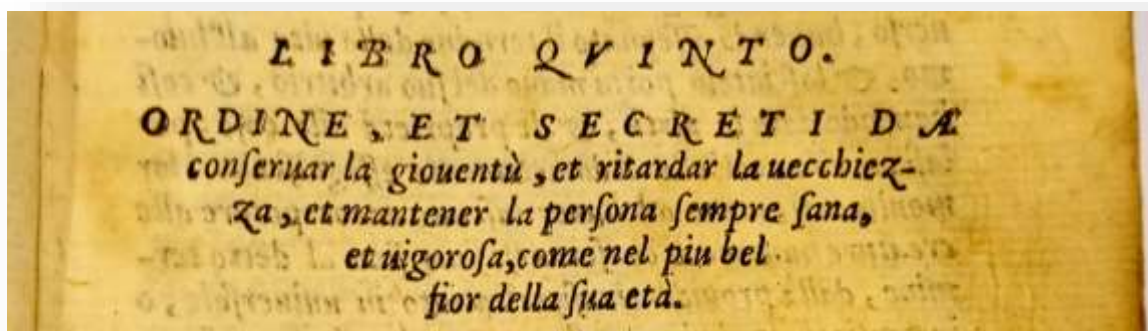 LIBRO QVINTO.
ORDINE, ET SECRETI DA
conſeruar la giouentù, et ritardar la uecchiez-
za, et mantener la perſona ſempre ſana,
et uigoroſa, come nel piu bel
fior della ſua età.